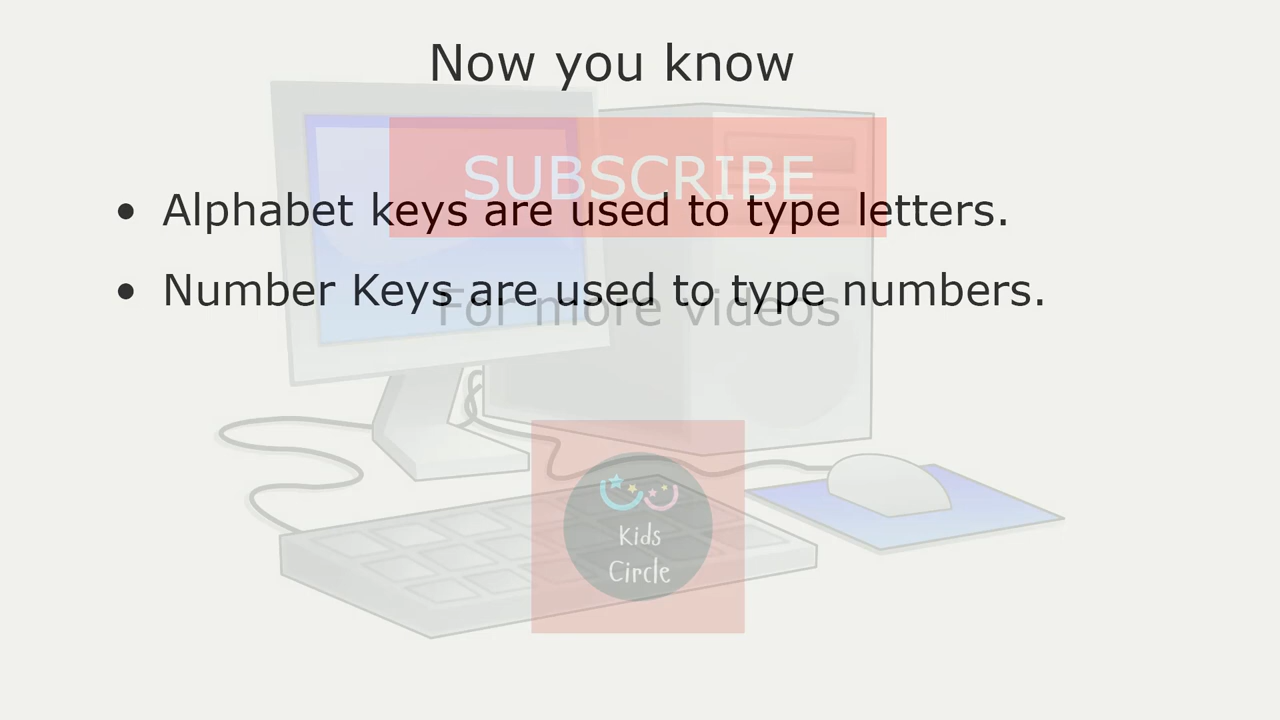 Now you know
SUBSCRIBE
• Alphabet keys are used to type letters.
• Number Keys are used to type numbers.
For more videos
Kids
Circle